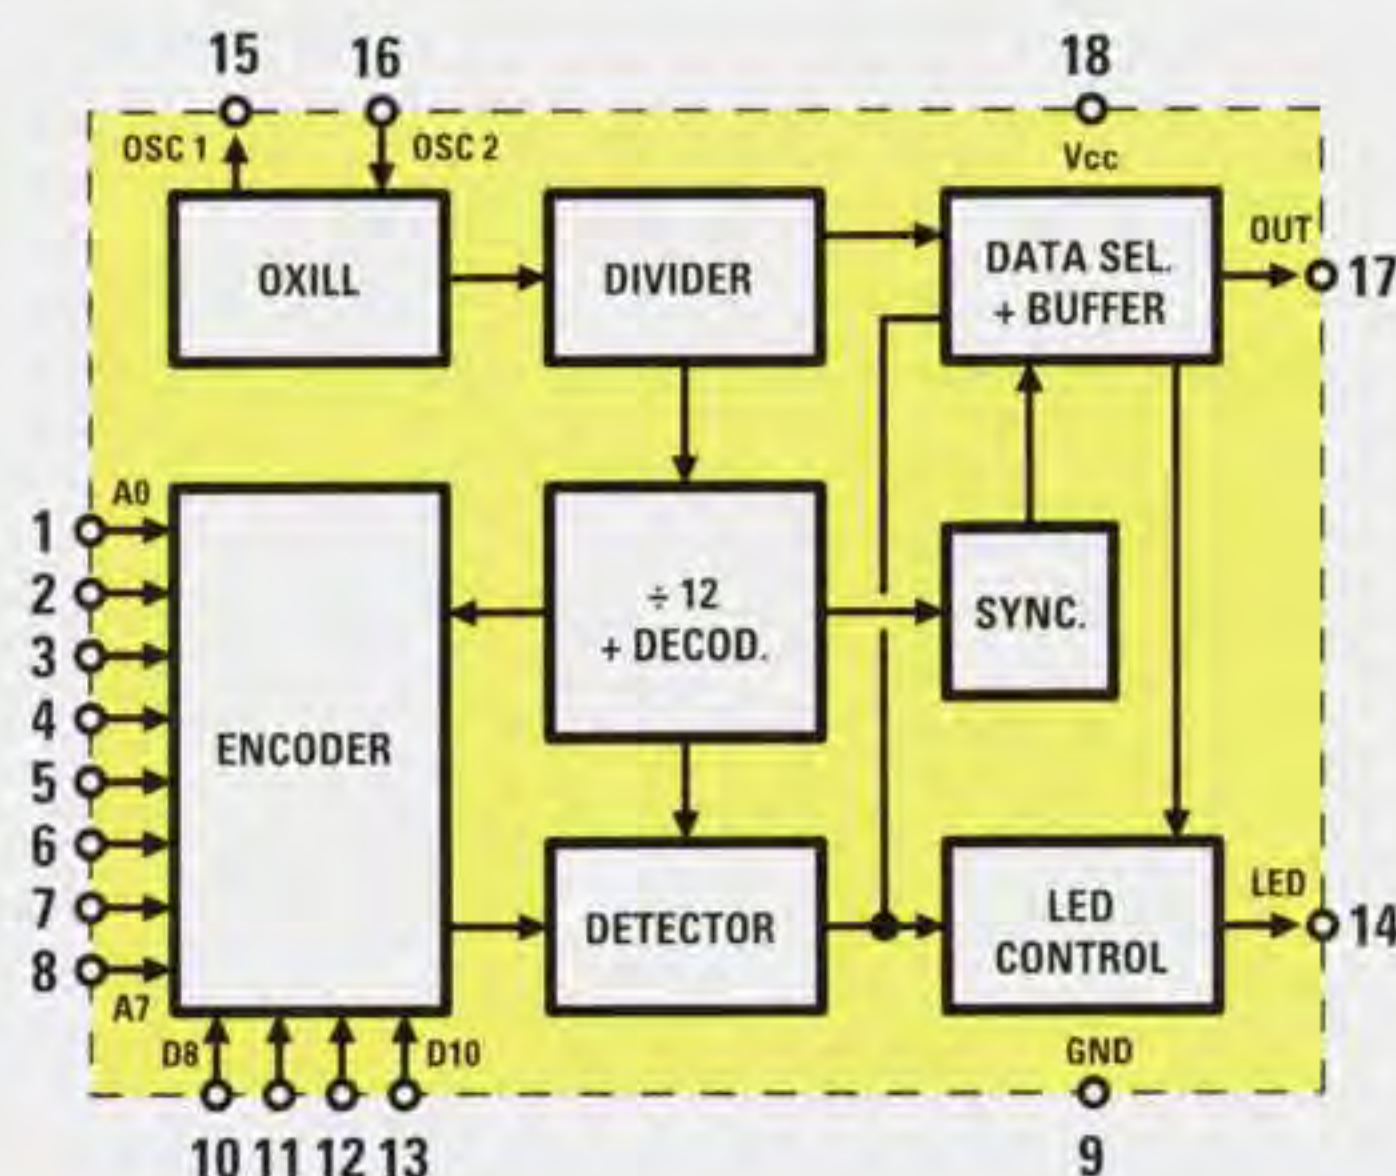 15 16 18
OSC 1 OSC 2 Vcc
OXILL
DIVIDER
DATA SEL.
+ BUFFER
OUT
17
A0
1
2
3
4
5
6
7
8
A7
ENCODER
÷ 12
+ DECOD.
SYNC.
DETECTOR
LED
CONTROL
LED
14
D8 D10
GND
10 11 12 13
9